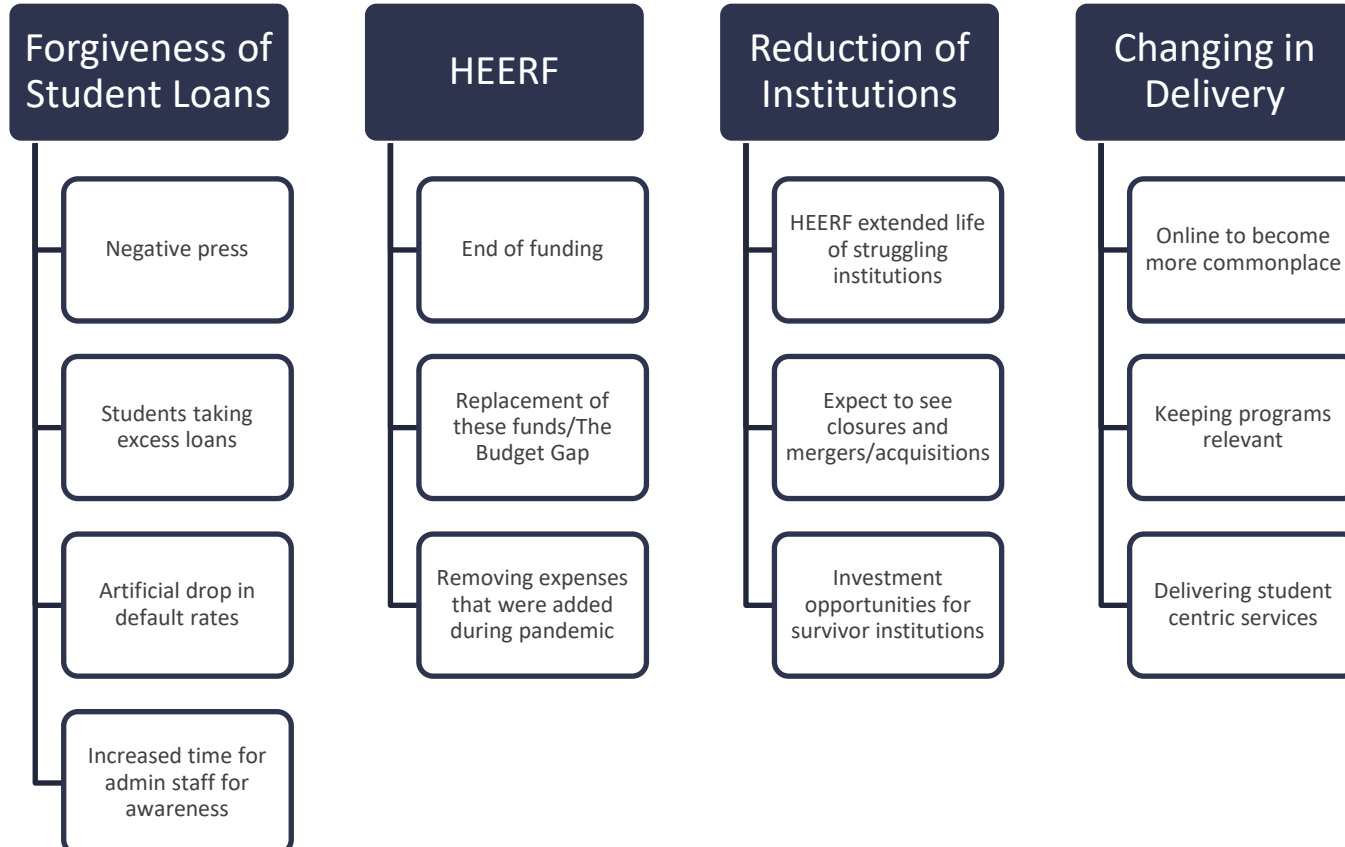 Forgiveness of
Student Loans
Negative press
Students taking
excess loans
Artificial drop in
default rates
Increased time for
admin staff for
awareness
HEERF
End of funding
Replacement of
these funds/The
Budget Gap
Removing expenses
that were added
during pandemic
Reduction of
Institutions
HEERF extended life
of struggling
institutions
Expect to see
closures and
mergers/acquisitions
Investment
opportunities for
survivor institutions
Changing in
Delivery
Online to become
more commonplace
Keeping programs
relevant
Delivering student
centric services